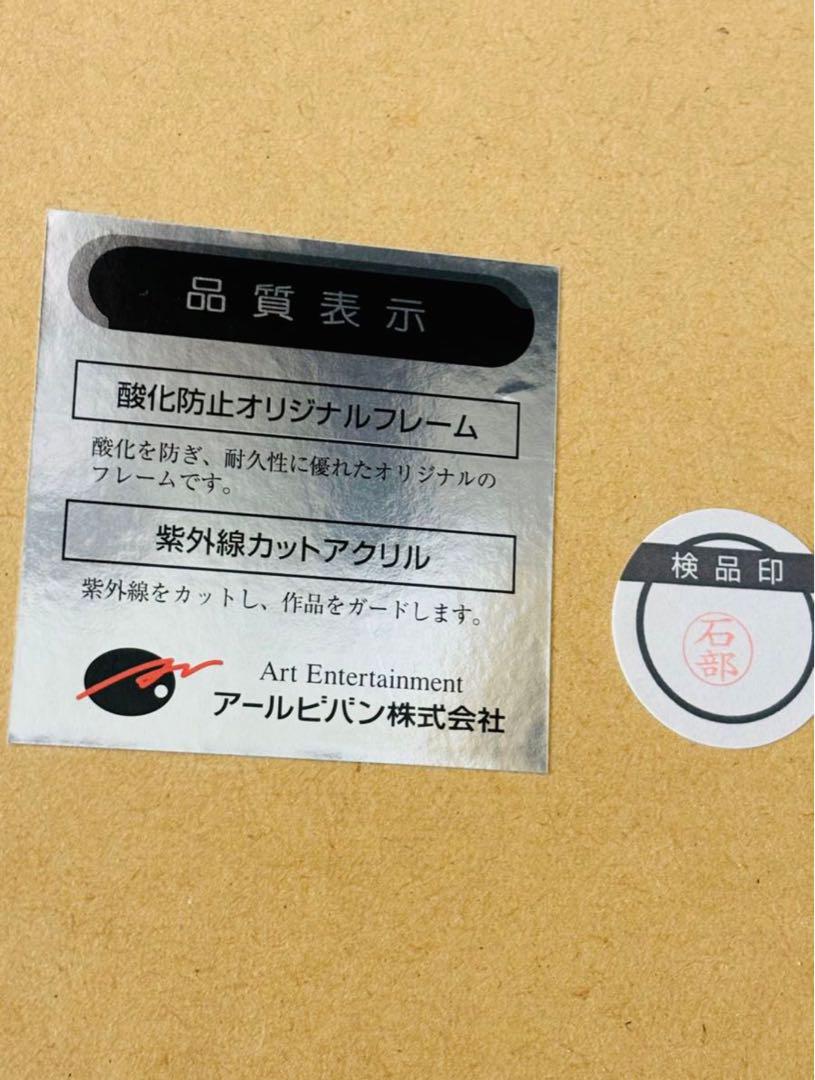 品質表示
酸化防止オリジナルフレーム
酸化を防ぎ、耐久性に優れたオリジナルの
フレームです。
紫外線カットアクリル
紫外線をカットし、作品をガードします。
Art Entertainment
アールビバン株式会社
検品印
石部